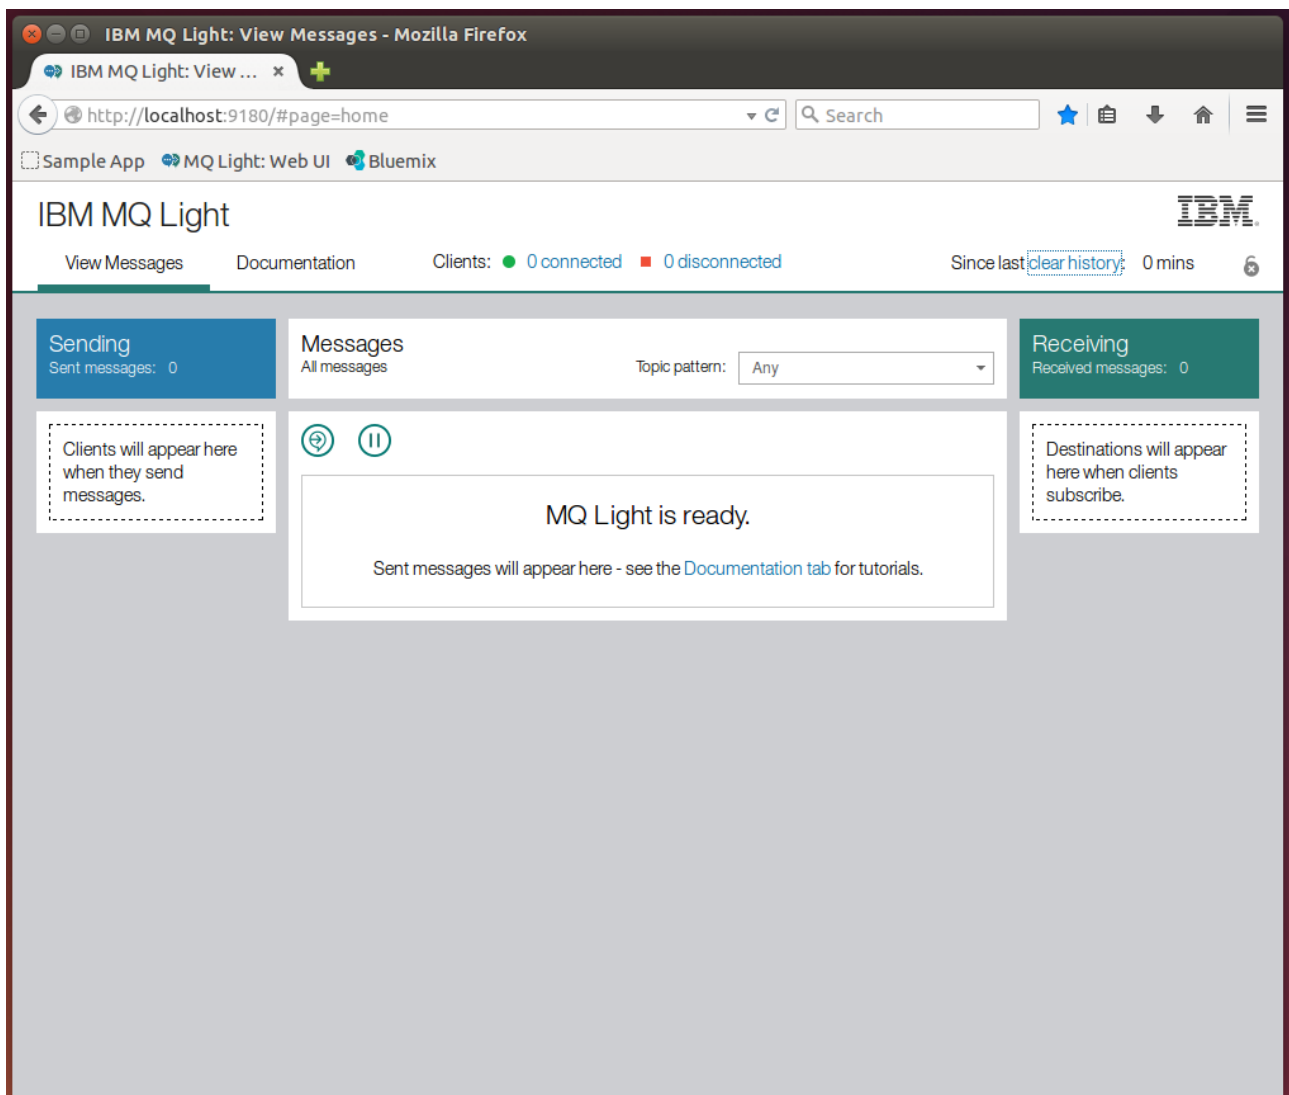 IBM MQ Light: View Messages - Mozilla Firefox
IBM MQ Light: View ...
http://localhost:9180/#page=home
Search
Sample App MQ Light: Web UI Bluemix
IBM MQ Light
IBM
View Messages Documentation Clients: 0 connected 0 disconnected Since last clear history: 0 mins
Sending
Sent messages: 0
Messages
All messages
Topic pattern: Any
Receiving
Received messages: 0
Clients will appear here
when they send
messages.
MQ Light is ready.
Sent messages will appear here - see the Documentation tab for tutorials.
Destinations will appear
here when clients
subscribe.